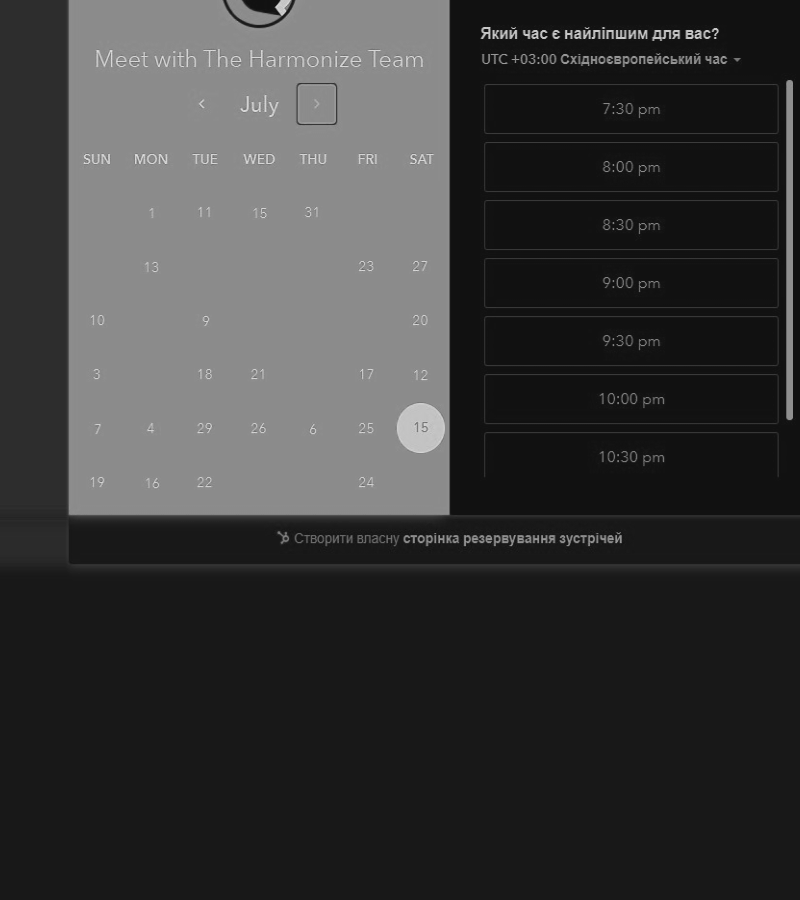 Meet with The Harmonize Team
July
SUN MON TUE WED THU FRI SAT
1 11 15 31
13 23 27
10 9 20
3 18 21 17 12
7 4 29 26 6 25 15
19 16 22 24
Який час є найліпшим для вас?
UTC +03:00 Східноєвропейський час
7:30 pm
8:00 pm
8:30 pm
9:00 pm
9:30 pm
10:00 pm
10:30 pm
Створити власну сторінка резервування зустрічей